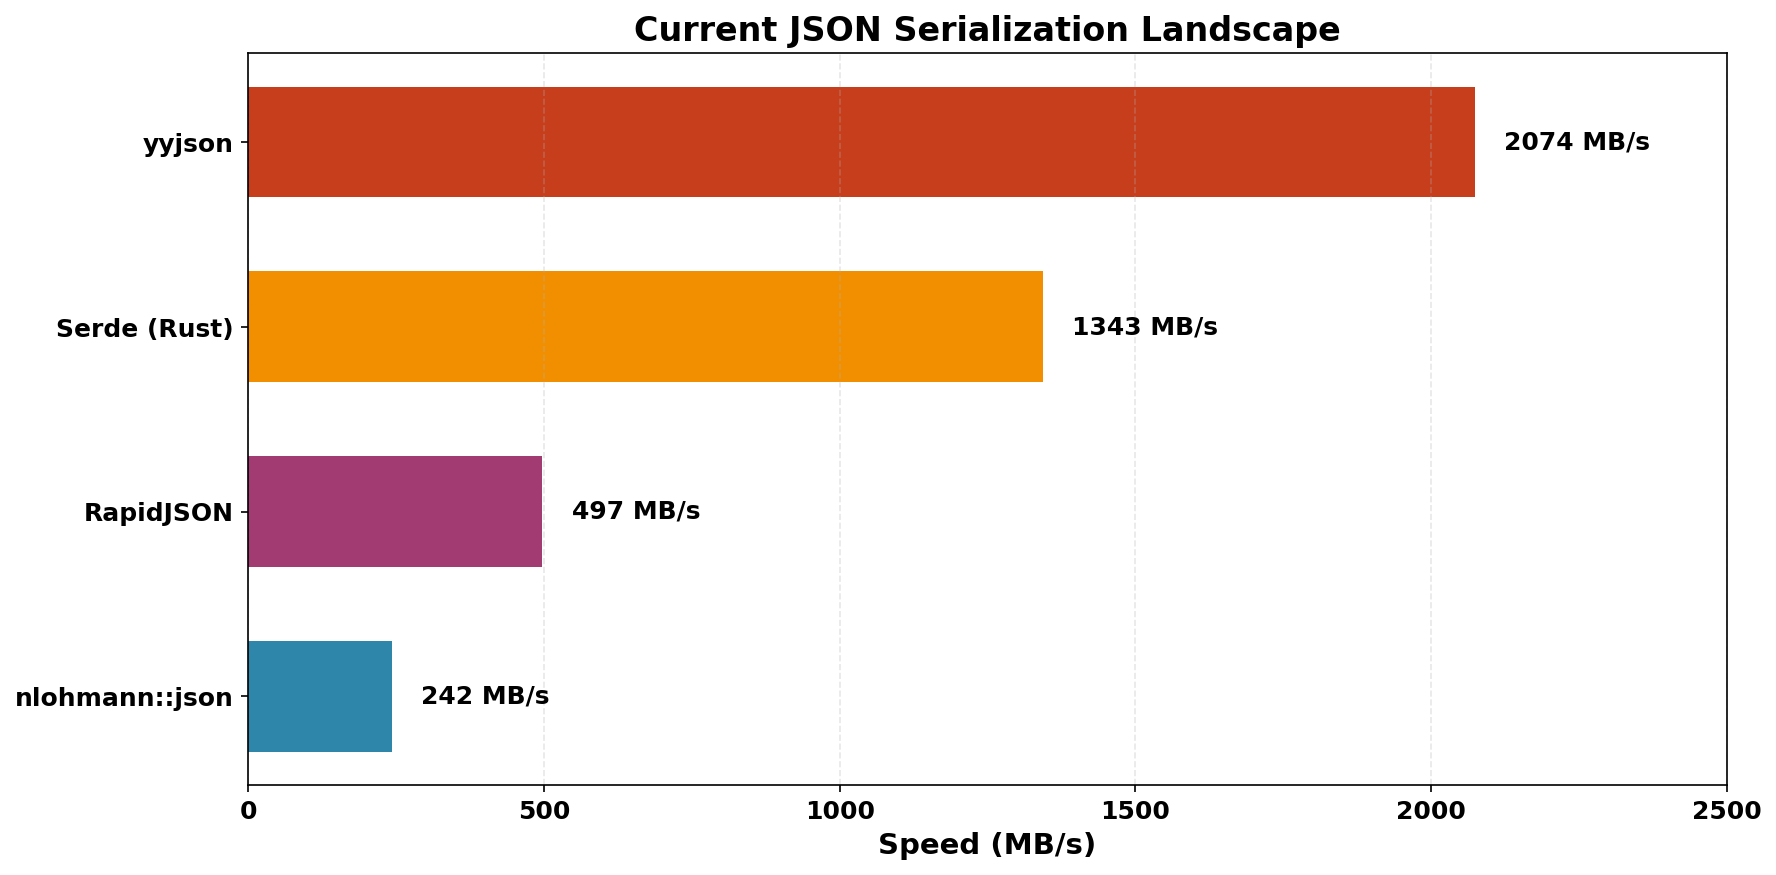 Current JSON Serialization Landscape
yyjson
2074 MB/s
Serde (Rust)
1343 MB/s
RapidJSON
497 MB/s
nlohmann::json
242 MB/s
0 500 1000 1500 2000 2500
Speed (MB/s)